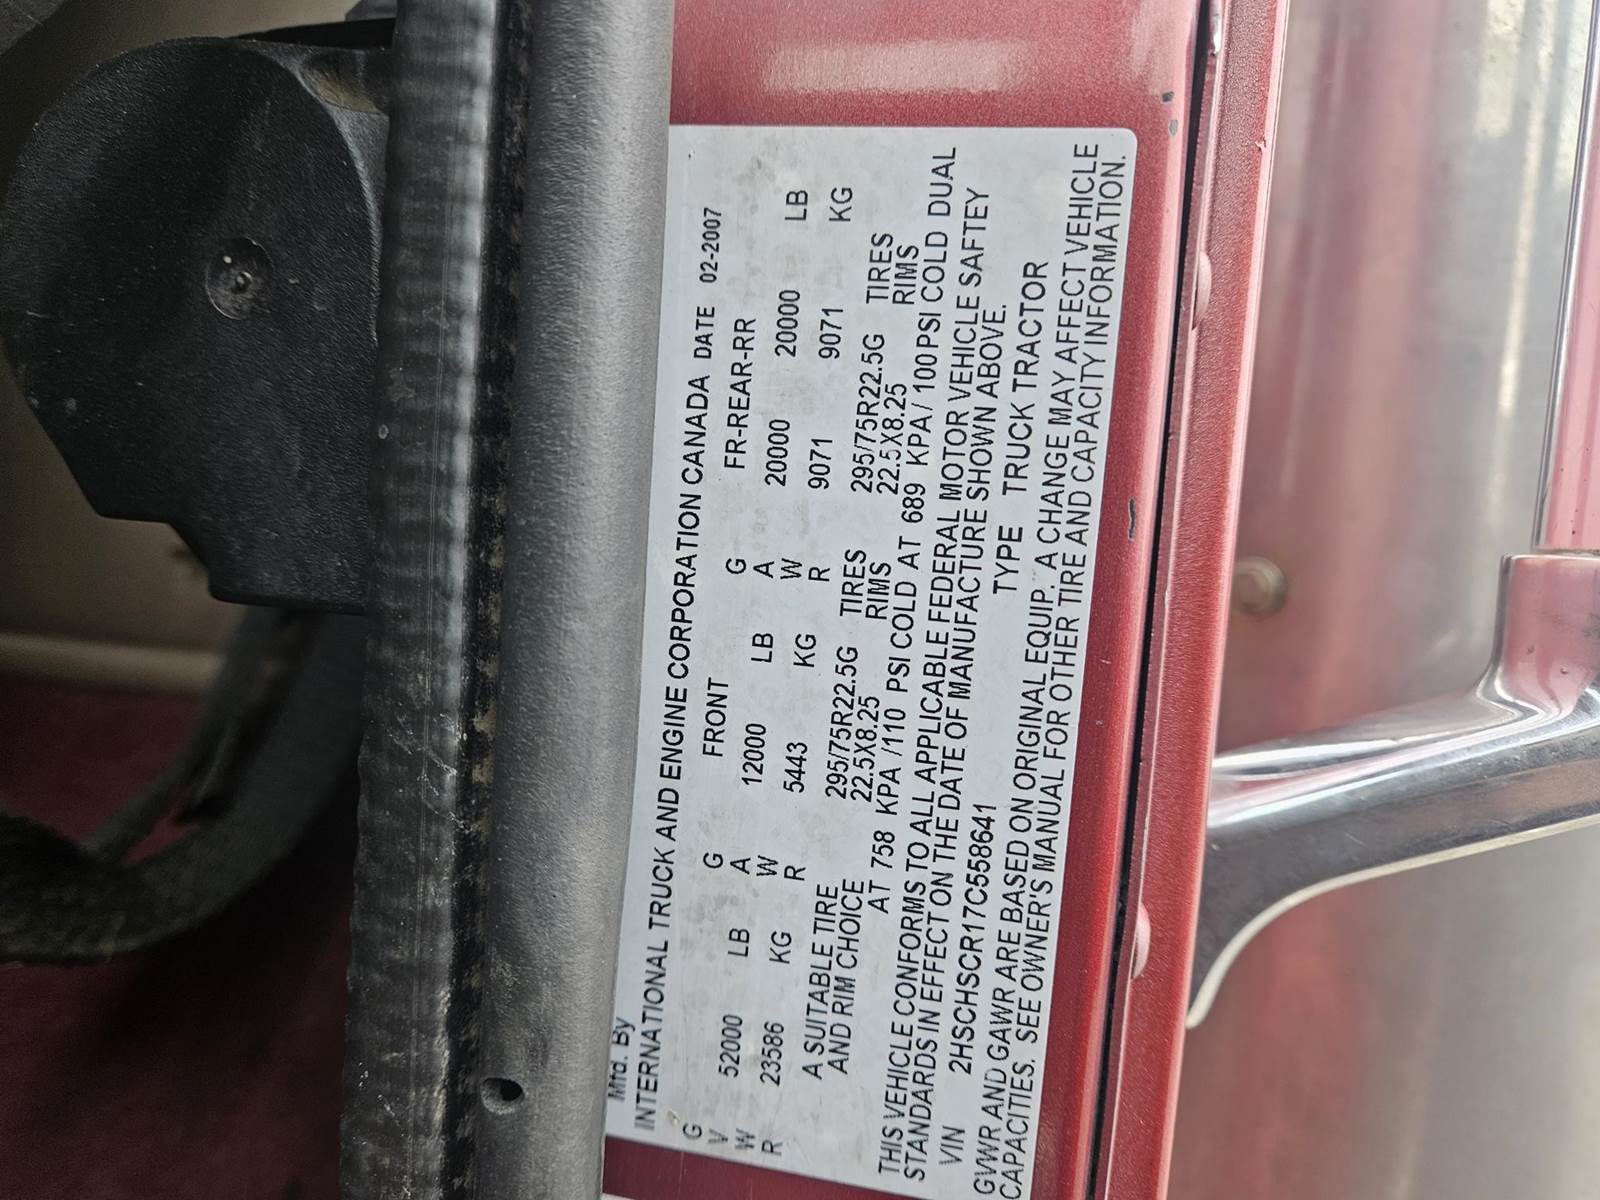 Mfd. By
INTERNATIONAL TRUCK AND ENGINE CORPORATION CANADA DATE 02-2007
G FRONT G FR-REAR-RR
V G A
W 52000 LB A 12000 LB W 20000 20000 LB
R 23586 KG W 5443 KG R 9071 9071 KG
R
A SUITABLE TIRE 295/75R22.5G TIRES 295/75R22.5G TIRES
AND RIM CHOICE 22.5X8.25 RIMS 22.5X8.25 RIMS
AT 758 KPA /110 PSI COLD AT 689 KPA/ 100 PSI COLD DUAL
THIS VEHICLE CONFORMS TO ALL APPLICABLE FEDERAL MOTOR VEHICLE SAFTEY
STANDARDS IN EFFECT ON THE DATE OF MANUFACTURE SHOWN ABOVE.
VIN 2HSCHSCR17C558641 TYPE TRUCK TRACTOR
GVWR AND GAWR ARE BASED ON ORIGINAL EQUIP. A CHANGE MAY AFFECT VEHICLE
CAPACITIES. SEE OWNER'S MANUAL FOR OTHER TIRE AND CAPACITY INFORMATION.